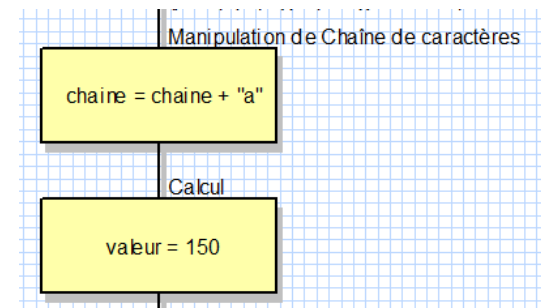 Manipulation de Chaîne de caractères
chaine = chaine + "a"
Calcul
valeur = 150